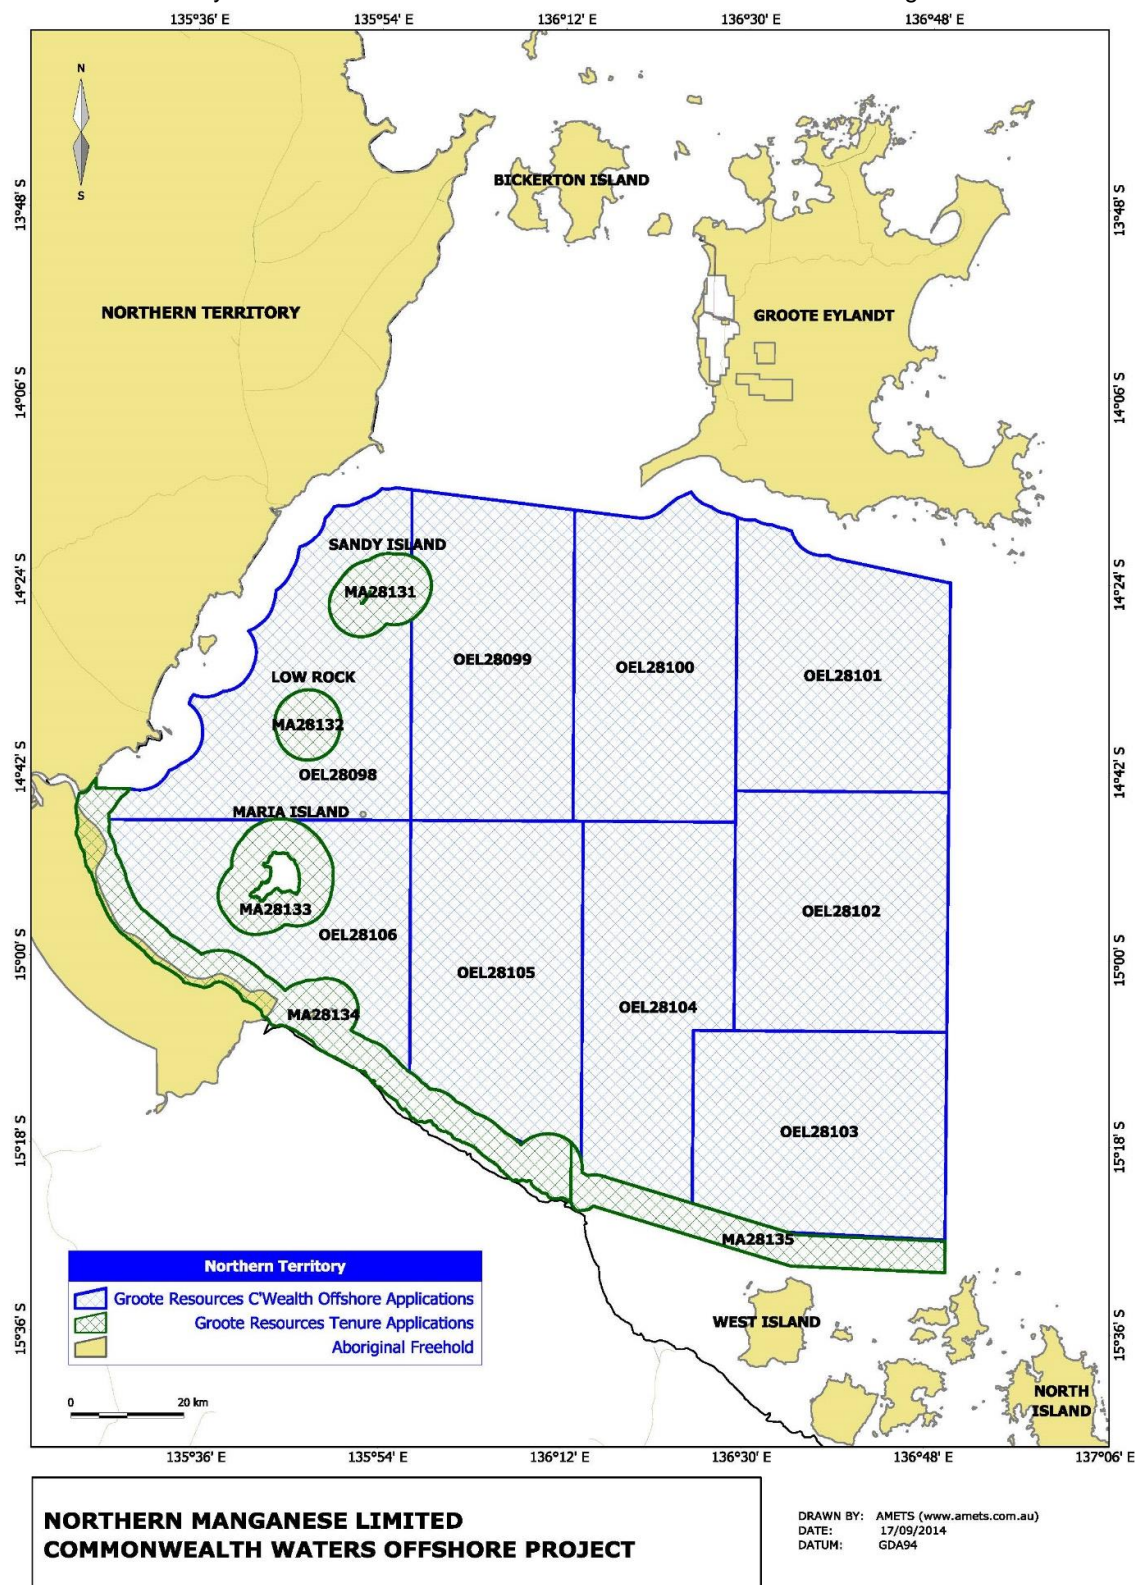 135°36' E 135°54' E 136°12' E 136°30' E 136°48' E
N
S
13°48' S
13°48' S
BICKERTON ISLAND
NORTHERN TERRITORY
GROOTE EYLANDT
14°06' S
14°06' S
SANDY ISLAND
14°24' S
14°24' S
MA28131
OEL28099
OEL28100
OEL28101
LOW ROCK
MA28132
OEL28098
14°42' S
14°42' S
MARIA ISLAND
MA28133
OEL28102
OEL28106
15°00' S
15°00' S
OEL28105
OEL28104
MA28134
OEL28103
15°18' S
15°18' S
MA28135
Northern Territory
Groote Resources C'Wealth Offshore Applications
Groote Resources Tenure Applications
Aboriginal Freehold
WEST ISLAND
15°36' S
15°36' S
NORTH
ISLAND
0 20 km
135°36' E 135°54' E 136°12' E 136°30' E 136°48' E 137°06' E
NORTHERN MANGANESE LIMITED
COMMONWEALTH WATERS OFFSHORE PROJECT
DRAWN BY: AMETS (www.amets.com.au)
DATE: 17/09/2014
DATUM: GDA94